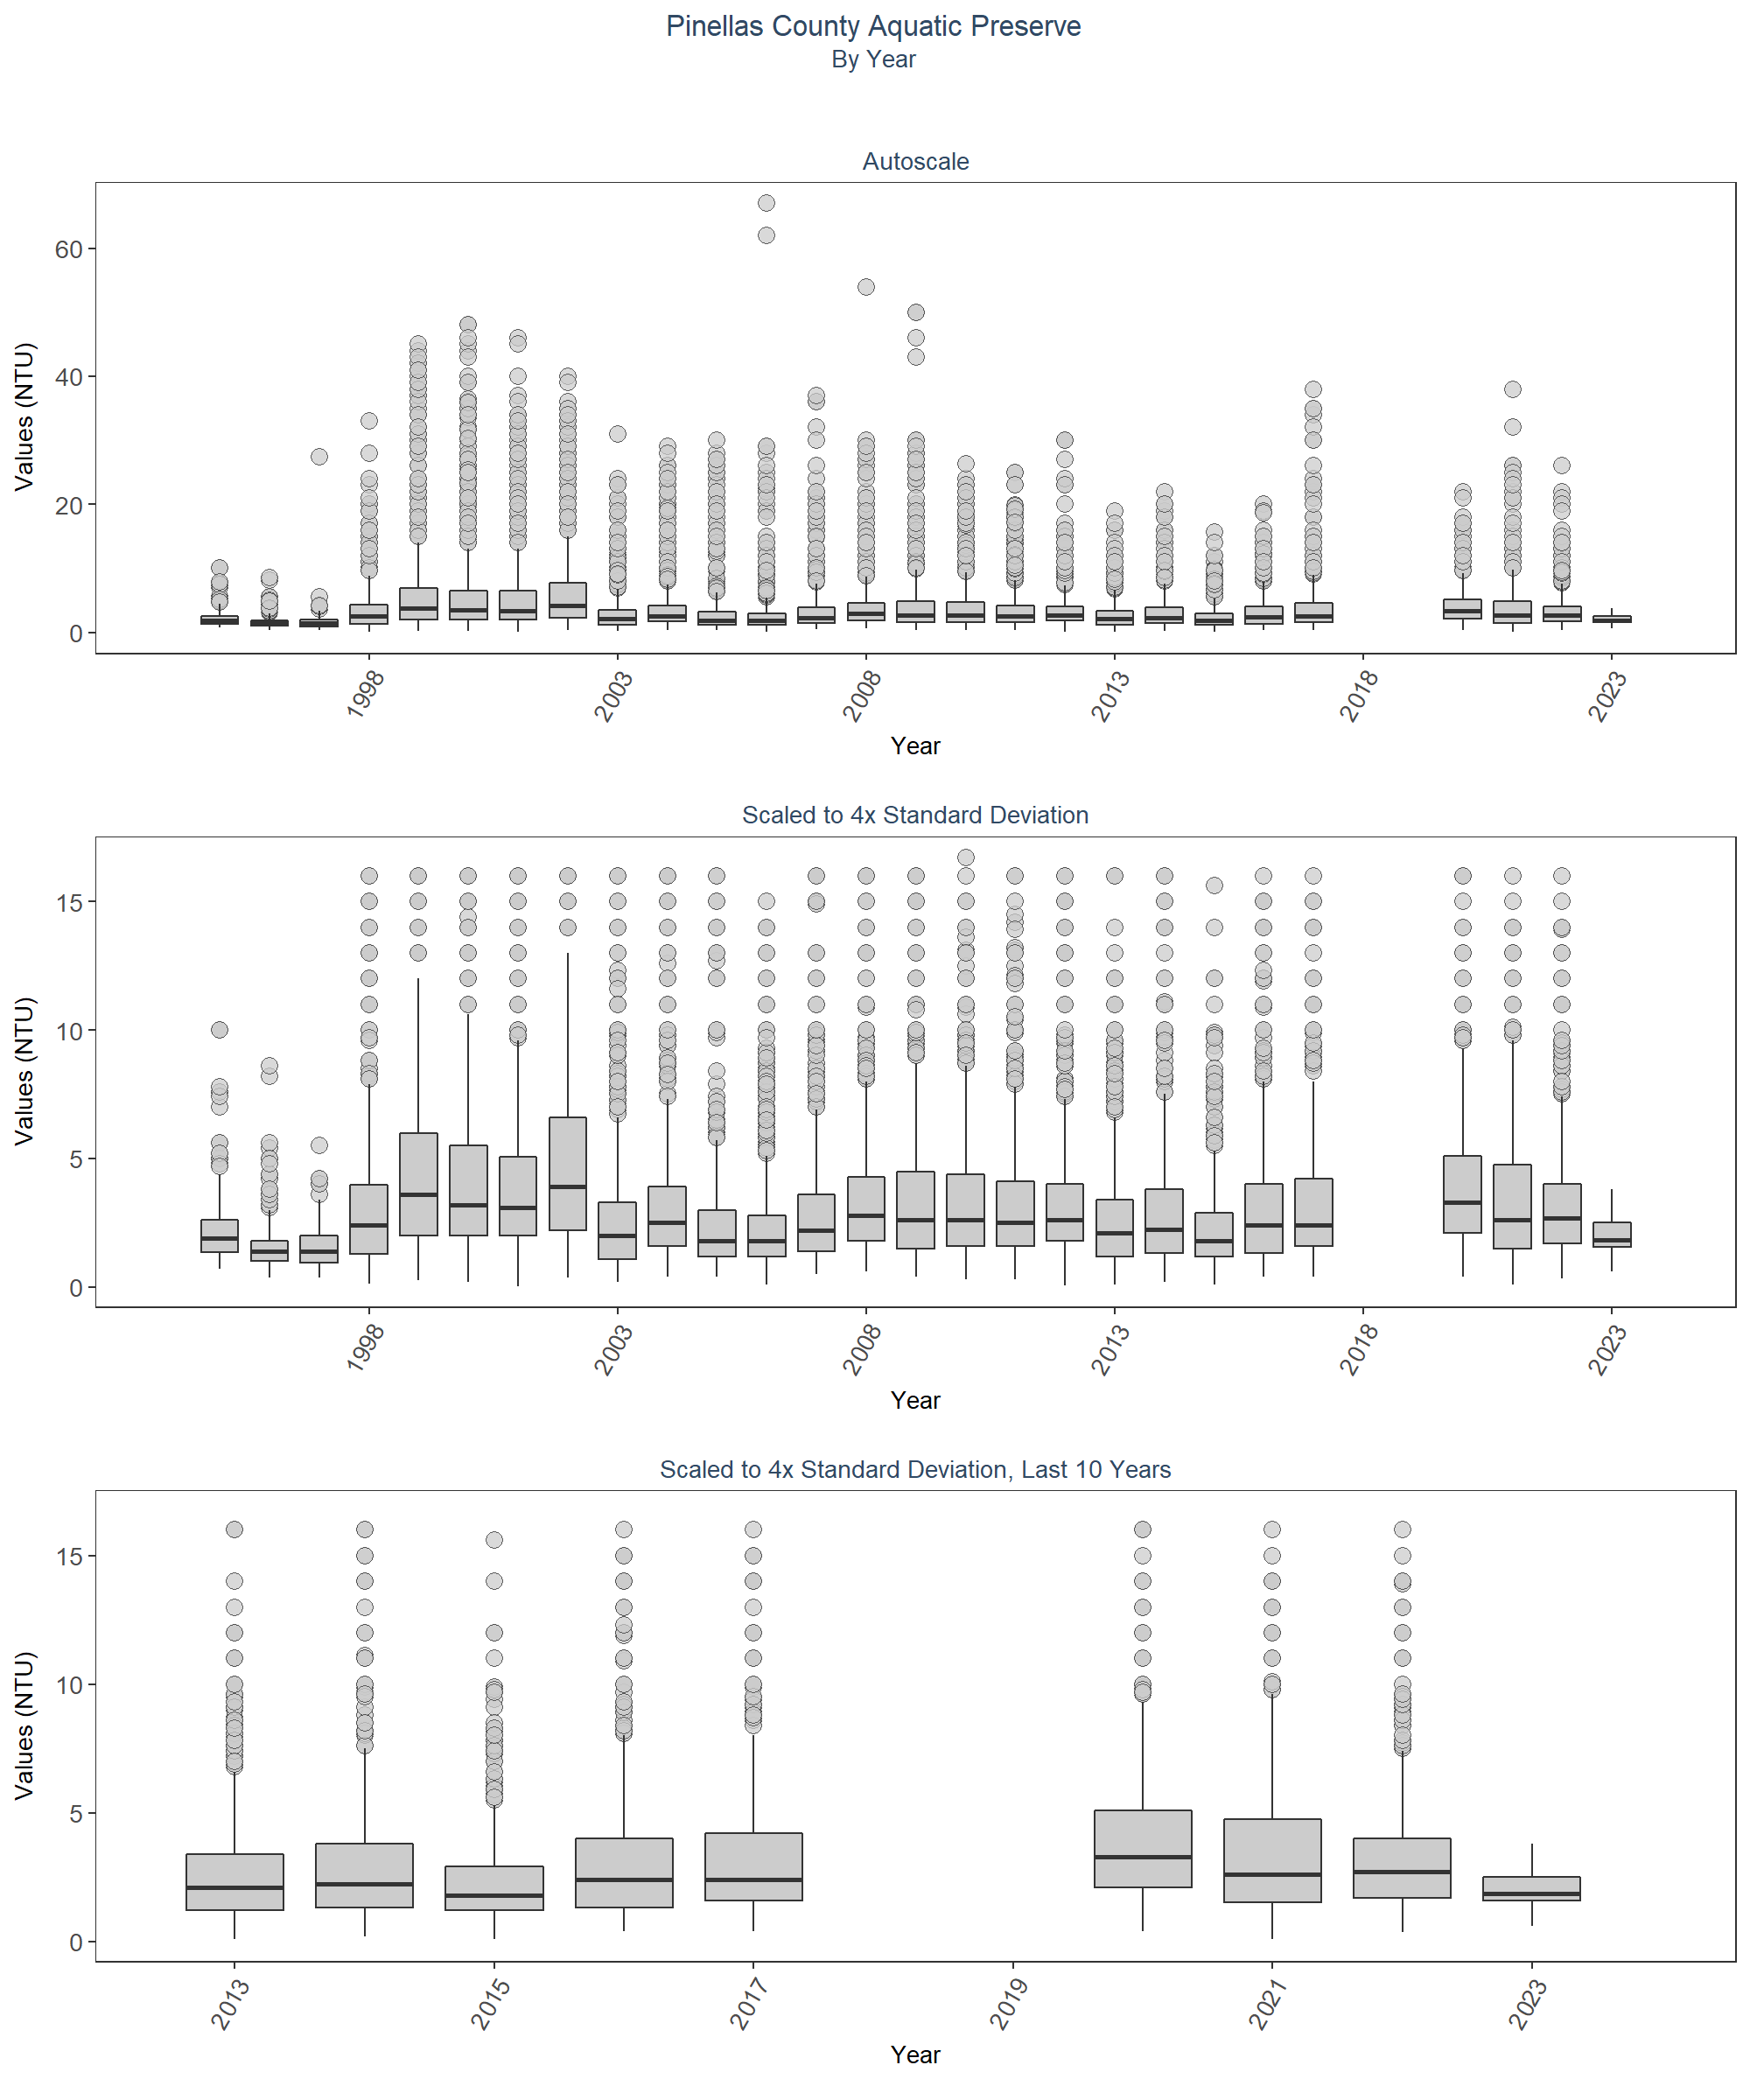 Pinellas County Aquatic Preserve
By Year
Autoscale
Values (NTU)
60
40
20
0
1998
2003
2008
2013
2018
2023
Year
Scaled to 4x Standard Deviation
Values (NTU)
15
10
5
0
1998
2003
2008
2013
2018
2023
Year
Scaled to 4x Standard Deviation, Last 10 Years
Values (NTU)
15
10
5
0
2013
2015
2017
2019
2021
2023
Year